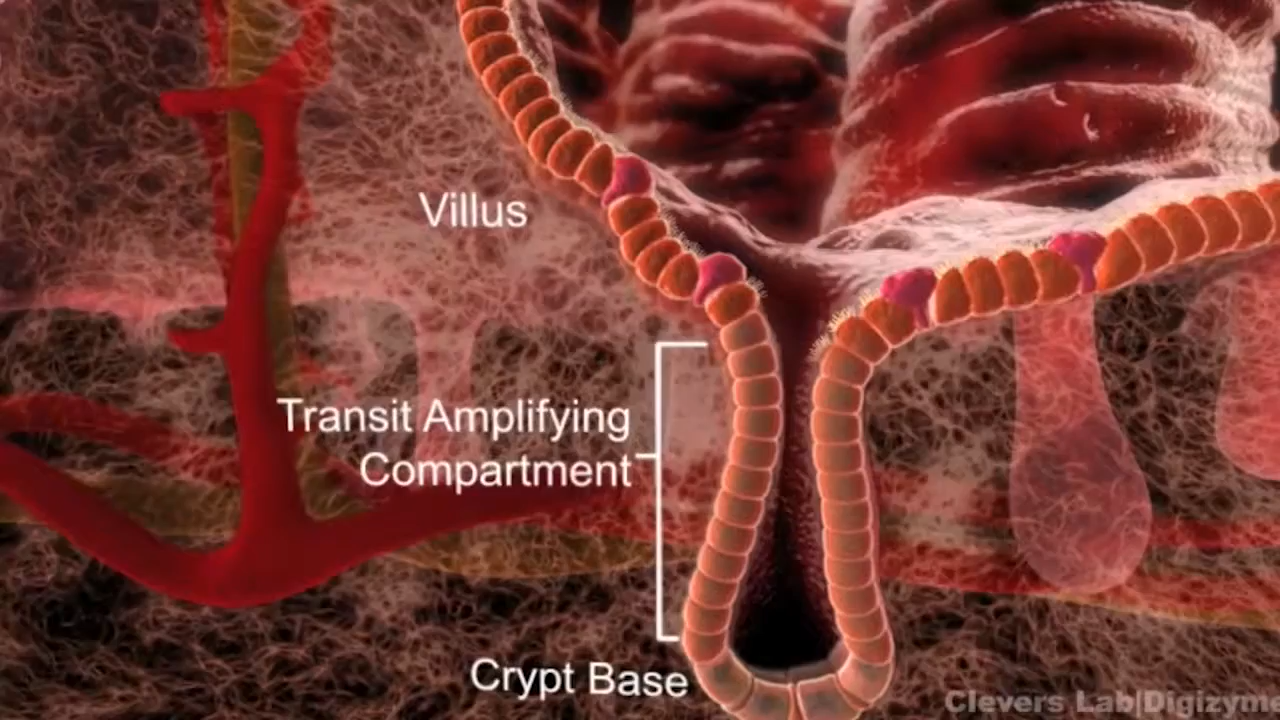 Villus
Transit Amplifying
Compartment
Crypt Base
Clevers Lab|Digizyme